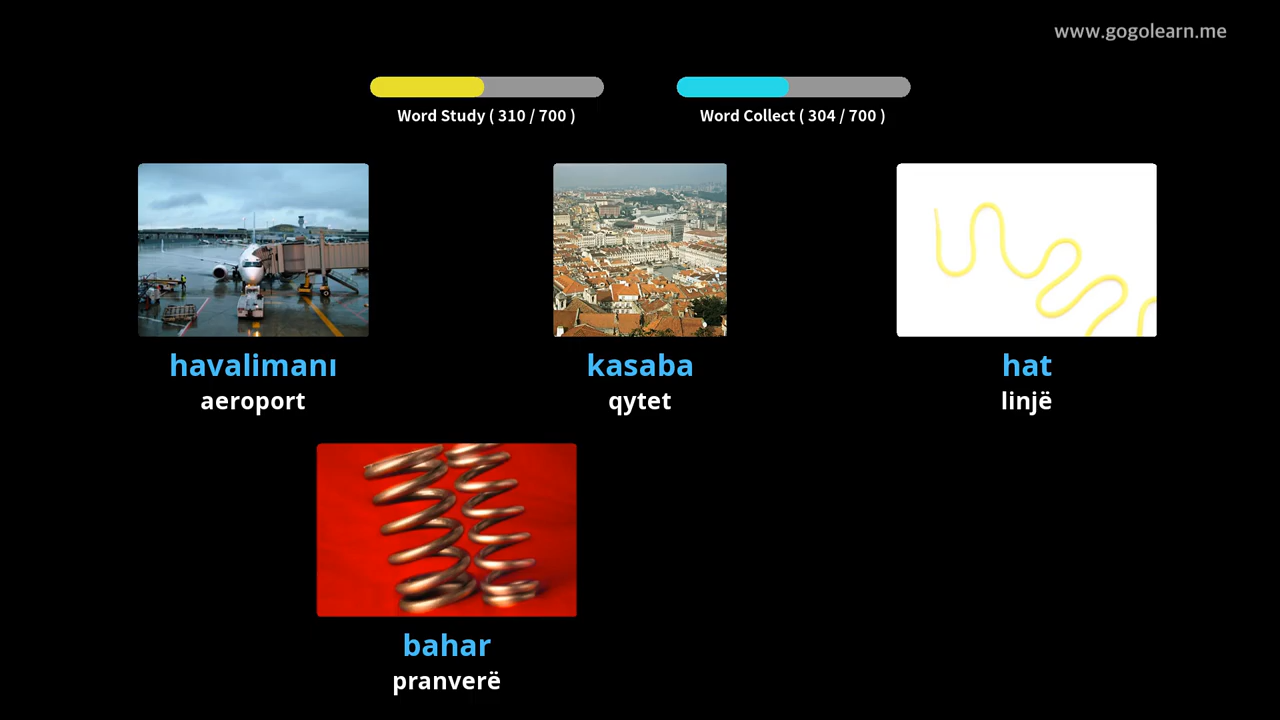 www.gogolearn.me
Word Study ( 310 / 700 )
Word Collect ( 304 / 700 )
havalimanı
aeroport
kasaba
qytet
hat
linjë
bahar
pranverë